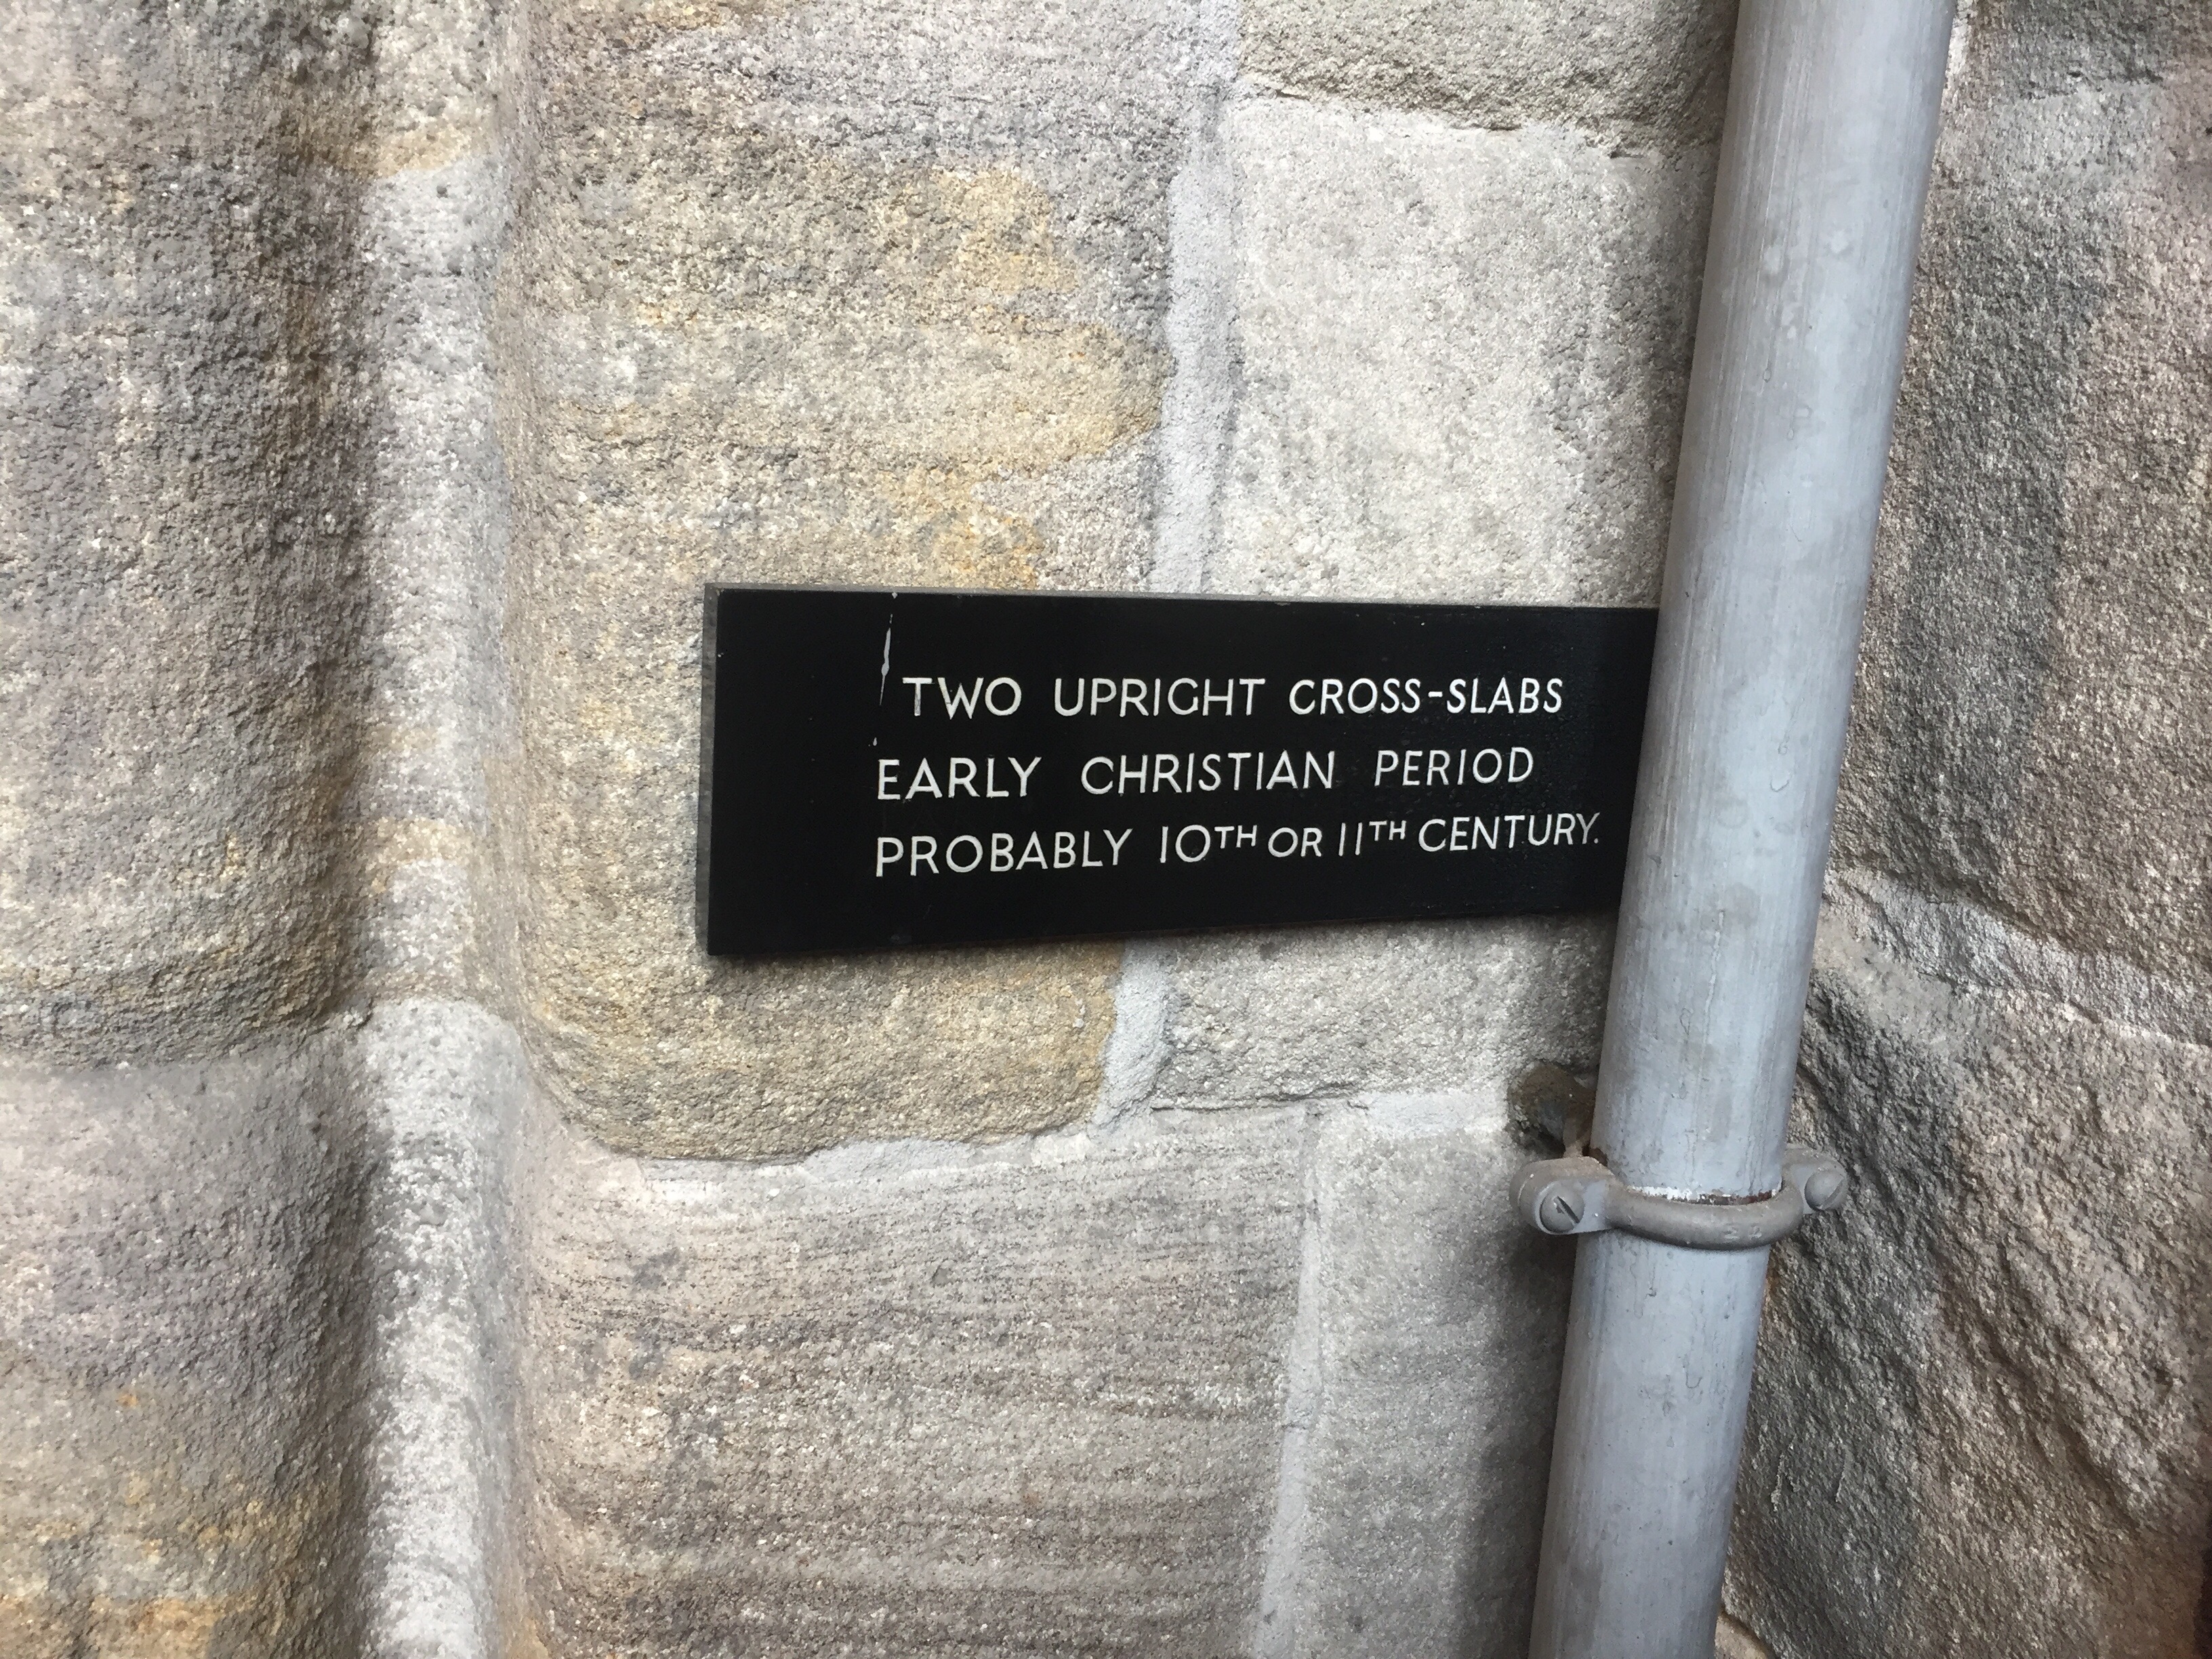 TWO UPRIGHT CROSS-SLABS
EARLY CHRISTIAN PERIOD
PROBABLY 10TH OR 11TH CENTURY.